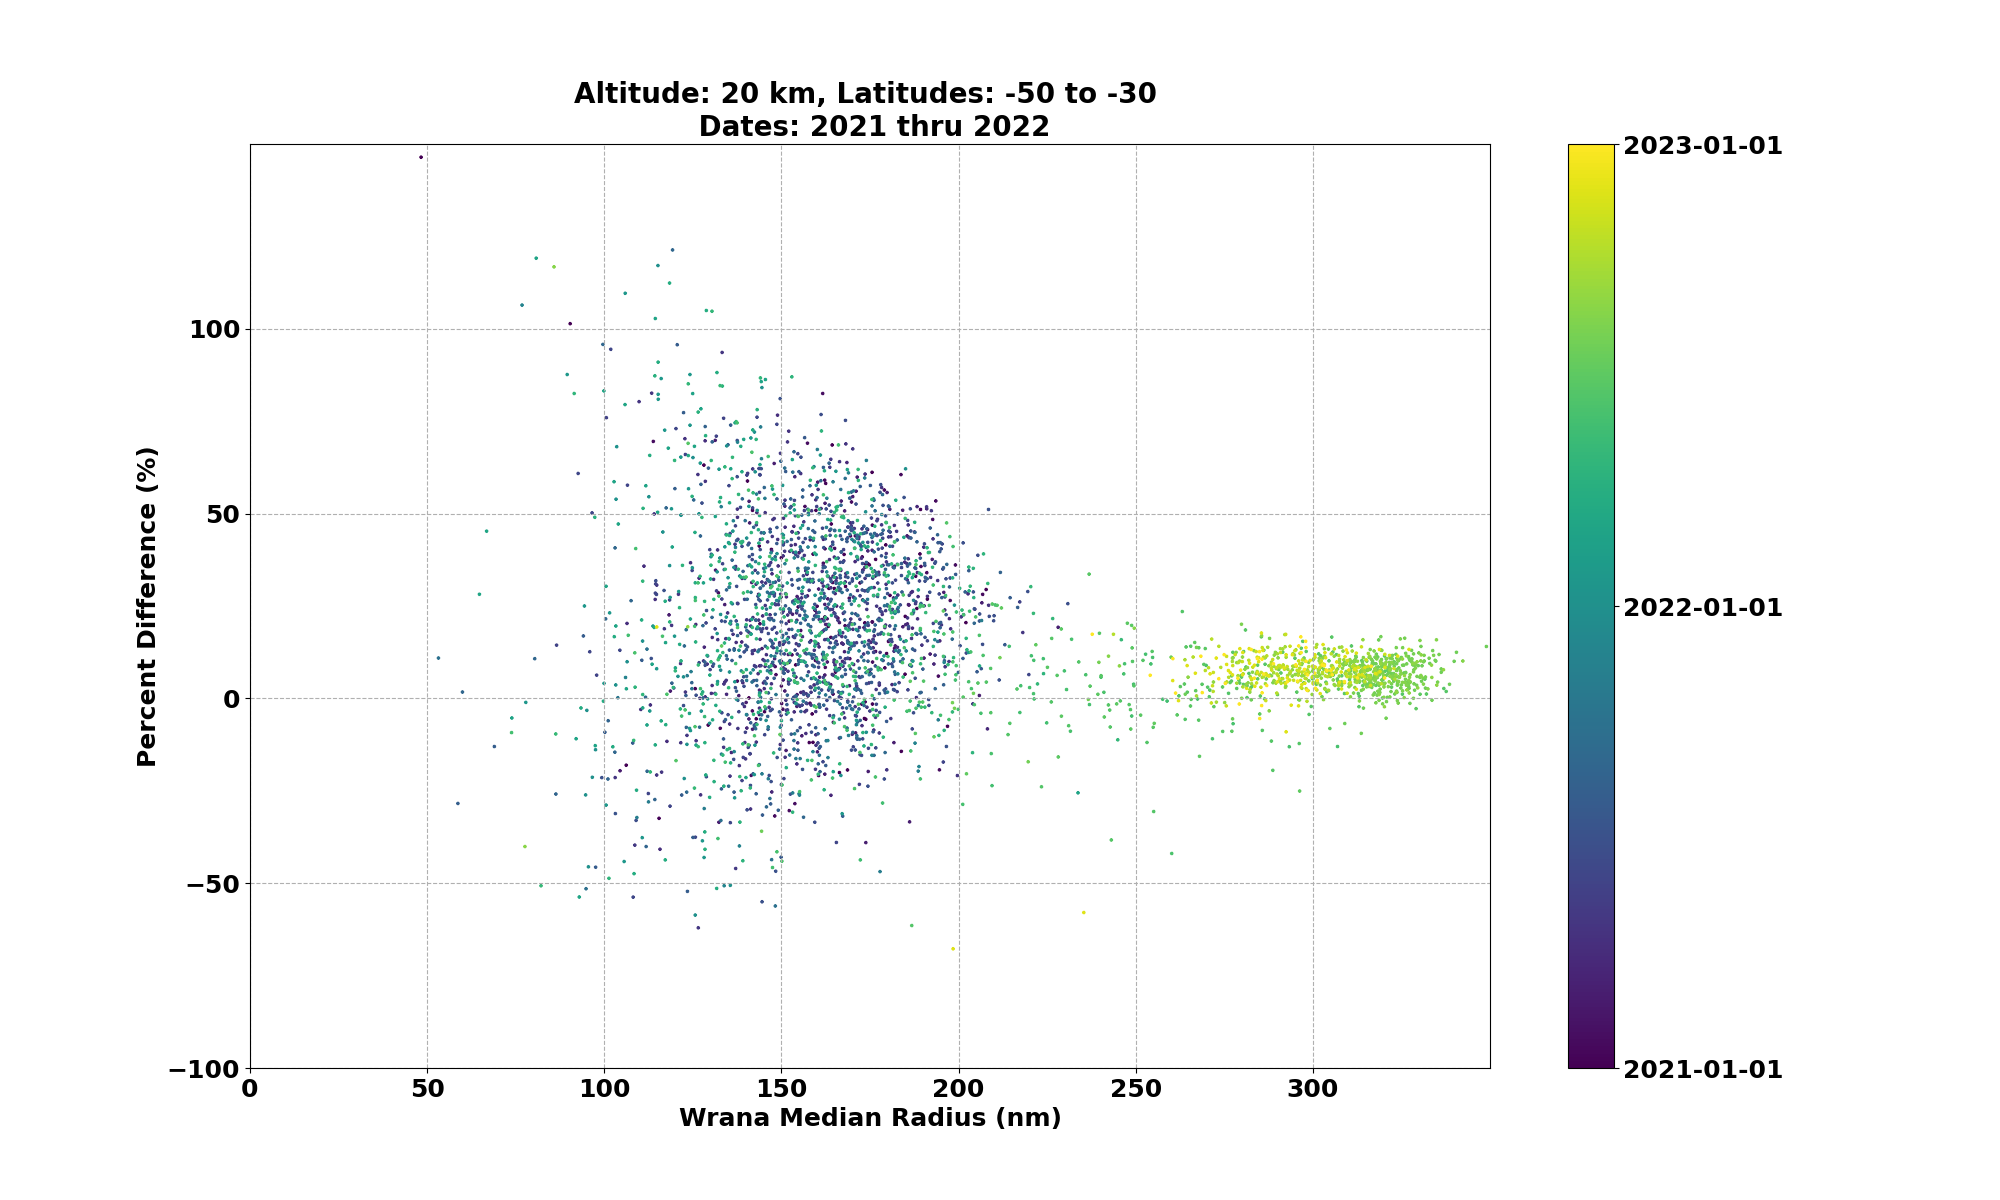 Altitude: 20 km, Latitudes: -50 to -30
Dates: 2021 thru 2022
Percent Difference (%)
100
50
0
−50
−100
0 50 100 150 200 250 300
Wrana Median Radius (nm)
2023-01-01
2022-01-01
2021-01-01